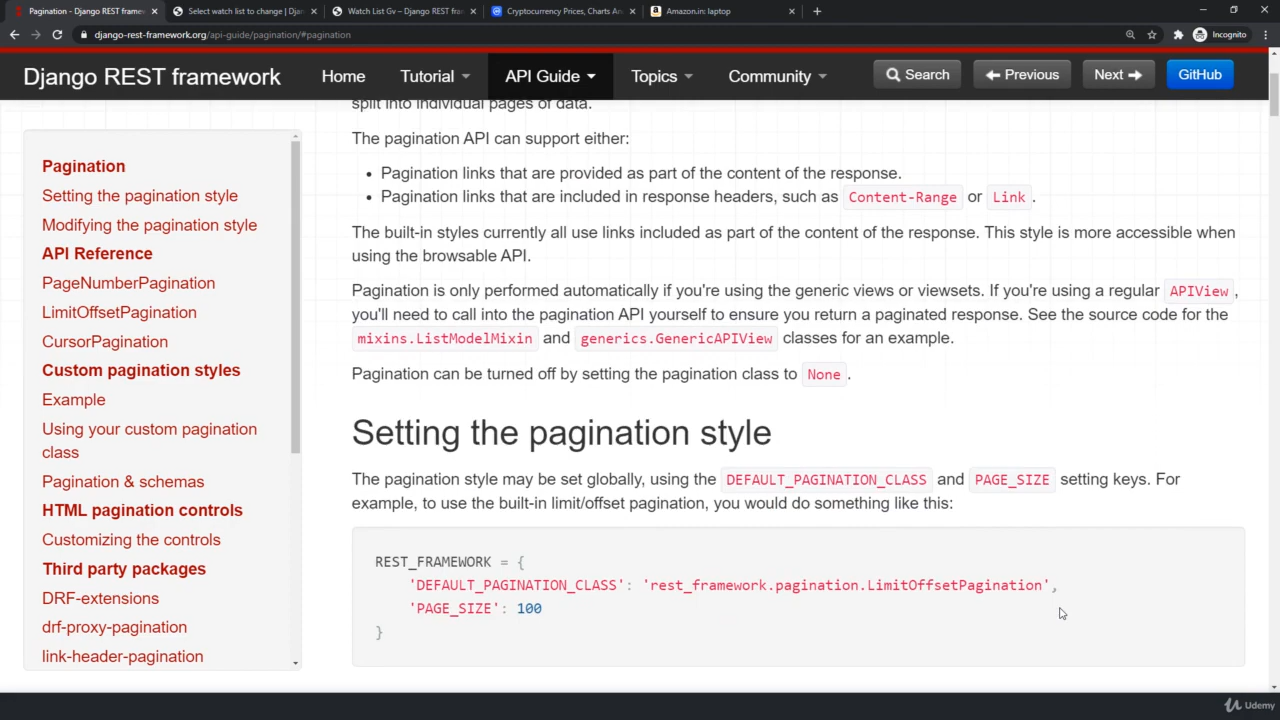 Pagination - Django REST framew
Select watch list to change | Djan
Watch List Gv – Django REST fram
Cryptocurrency Prices, Charts An
Amazon.in: laptop
django-rest-framework.org/api-guide/pagination/#pagination
Incognito
Django REST framework
Home
Tutorial
API Guide
Topics
Community
Search
Previous
Next
GitHub
Pagination
Setting the pagination style
Modifying the pagination style
API Reference
PageNumberPagination
LimitOffsetPagination
CursorPagination
Custom pagination styles
Example
Using your custom pagination
class
Pagination & schemas
HTML pagination controls
Customizing the controls
Third party packages
DRF-extensions
drf-proxy-pagination
link-header-pagination
split into individual pages of data.
The pagination API can support either:
• Pagination links that are provided as part of the content of the response.
• Pagination links that are included in response headers, such as Content-Range or Link.
The built-in styles currently all use links included as part of the content of the response. This style is more accessible when
using the browsable API.
Pagination is only performed automatically if you're using the generic views or viewsets. If you're using a regular APIView,
you'll need to call into the pagination API yourself to ensure you return a paginated response. See the source code for the
mixins.ListModelMixin and generics.GenericAPIView classes for an example.
Pagination can be turned off by setting the pagination class to None.
Setting the pagination style
The pagination style may be set globally, using the DEFAULT_PAGINATION_CLASS and PAGE_SIZE setting keys. For
example, to use the built-in limit/offset pagination, you would do something like this:
REST_FRAMEWORK = {
'DEFAULT_PAGINATION_CLASS': 'rest_framework.pagination.LimitOffsetPagination',
'PAGE_SIZE': 100
}
Udemy